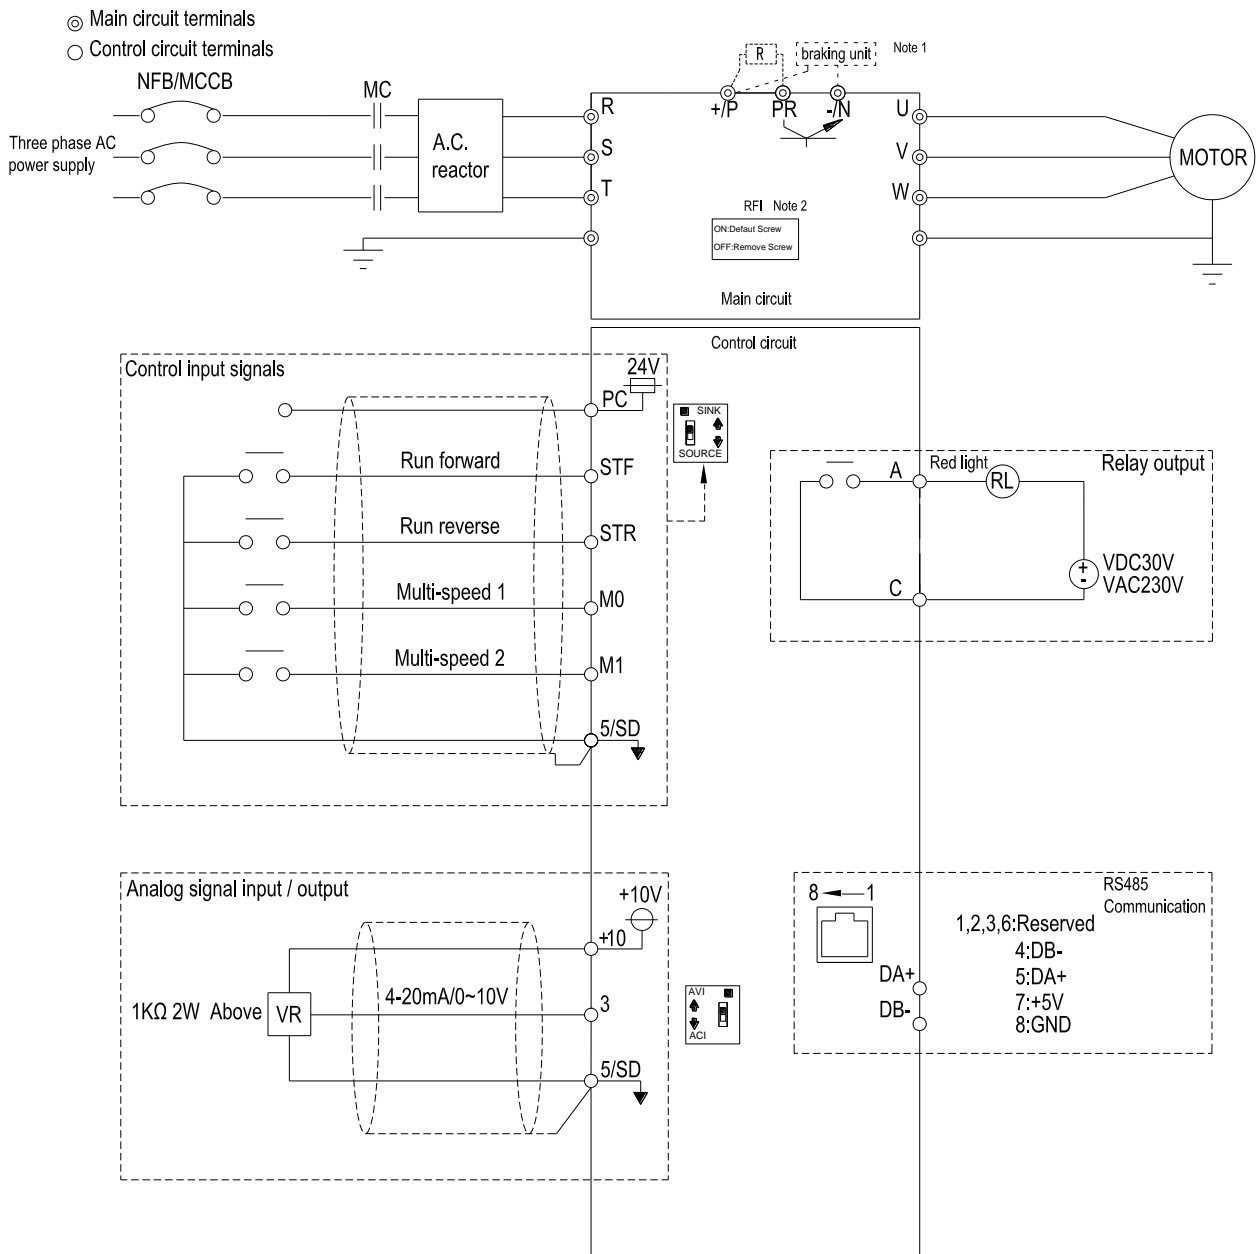 Main circuit terminals
Control circuit terminals
NFB/MCCB
MC
Three phase AC
power supply
A.C.
reactor
R
S
T
R
braking unit
Note 1
+/P
PR
-/N
U
V
W
MOTOR
RFI Note 2
ON:Defaut Screw
OFF:Remove Screw
Main circuit
Control circuit
Control input signals
24V
PC
SINK
SOURCE
Run forward
STF
Run reverse
STR
Multi-speed 1
M0
Multi-speed 2
M1
5/SD
Relay output
A
Red light
RL
+
-
VDC30V
VAC230V
C
Analog signal input / output
+10V
+10
1KΩ 2W Above
VR
4-20mA/0~10V
3
5/SD
AVI
ACI
RS485
Communication
8
1
1,2,3,6:Reserved
4:DB-
5:DA+
7:+5V
8:GND
DA+
DB-